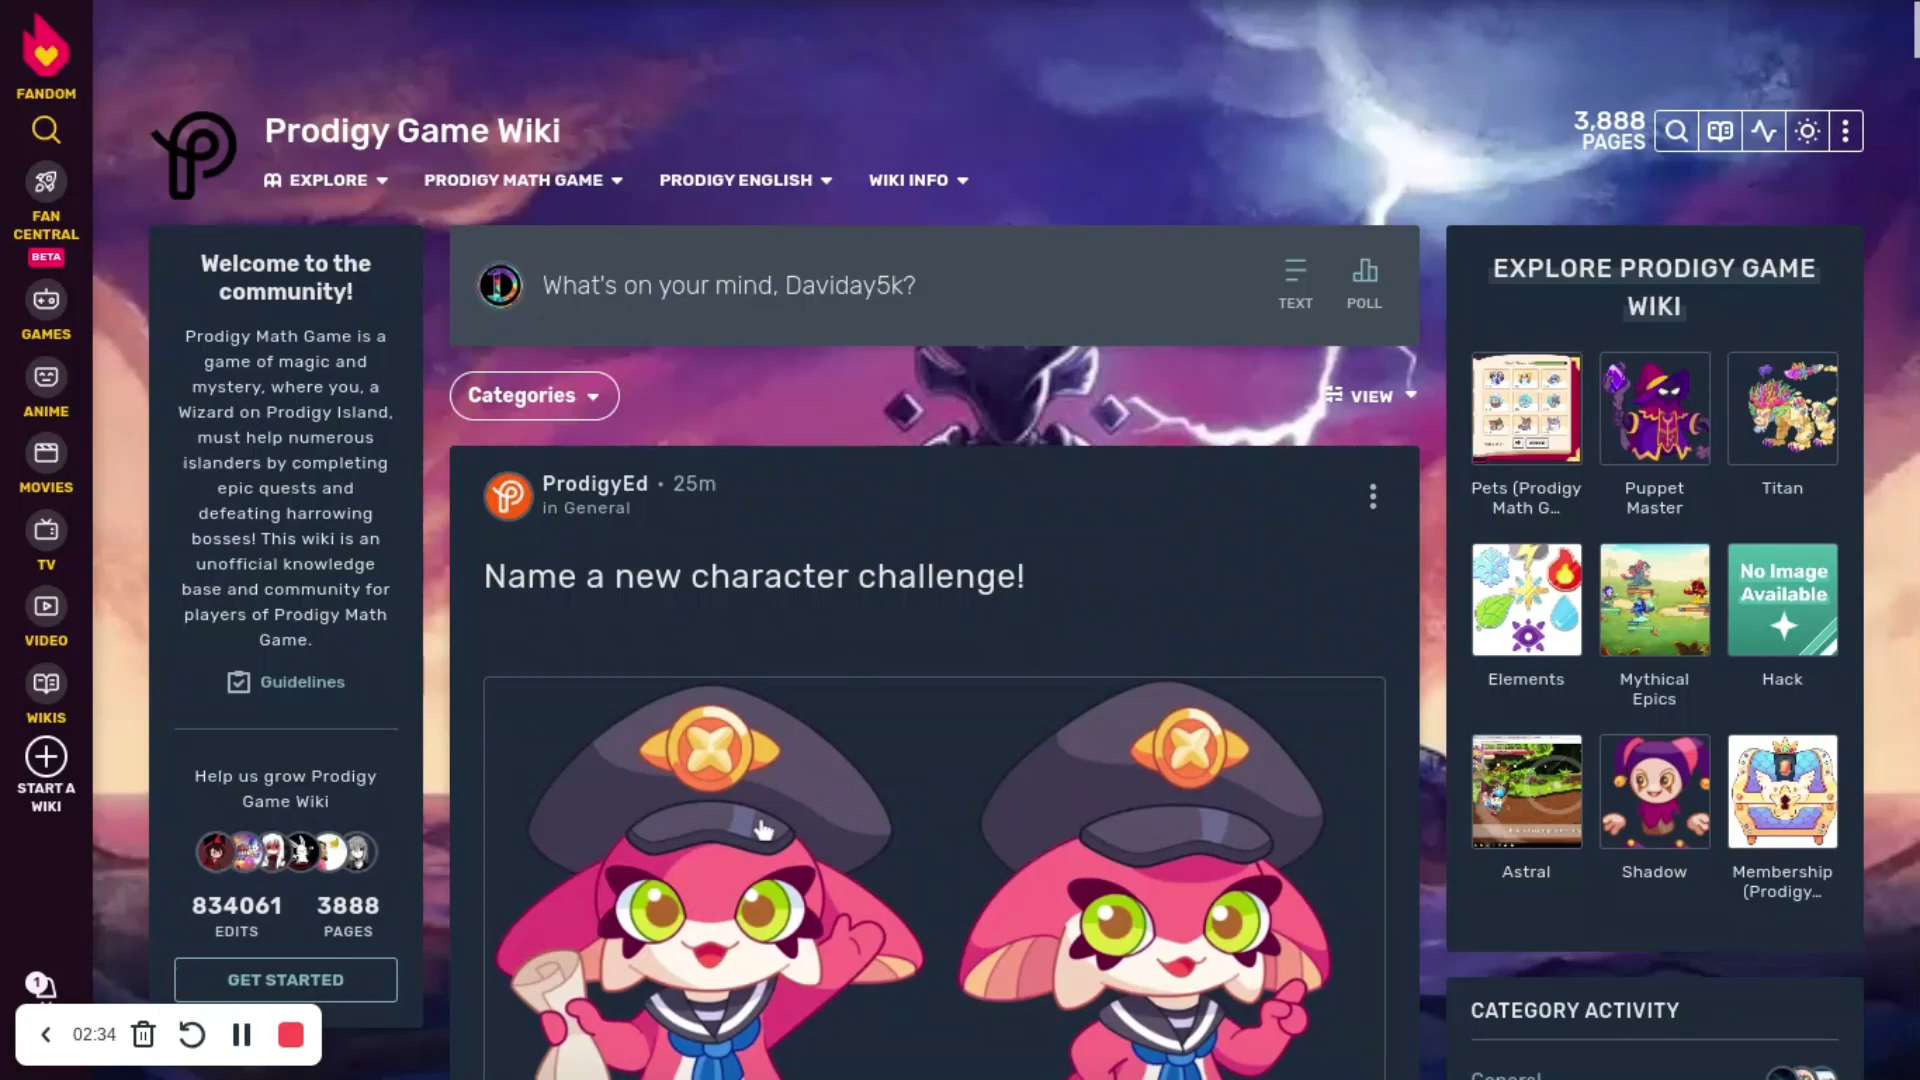 FANDOM
FAN
CENTRAL
BETA
GAMES
ANIME
MOVIES
TV
VIDEO
WIKIS
START A
WIKI
1
02:34
Prodigy Game Wiki
EXPLORE
PRODIGY MATH GAME
PRODIGY ENGLISH
WIKI INFO
3,888
PAGES
Welcome to the
community!
Prodigy Math Game is a
game of magic and
mystery, where you, a
Wizard on Prodigy Island,
must help numerous
islanders by completing
epic quests and
defeating harrowing
bosses! This wiki is an
unofficial knowledge
base and community for
players of Prodigy Math
Game.
Guidelines
Help us grow Prodigy
Game Wiki
834061 3888
EDITS PAGES
GET STARTED
What's on your mind, Daviday5k?
TEXT
POLL
Categories
VIEW
ProdigyEd • 25m
in General
Name a new character challenge!
EXPLORE PRODIGY GAME
WIKI
Pets (Prodigy
Math G...
Puppet
Master
Titan
Elements
Mythical
Epics
No Image
Available
Hack
Astral
Shadow
Membership
(Prodigy...
CATEGORY ACTIVITY
General